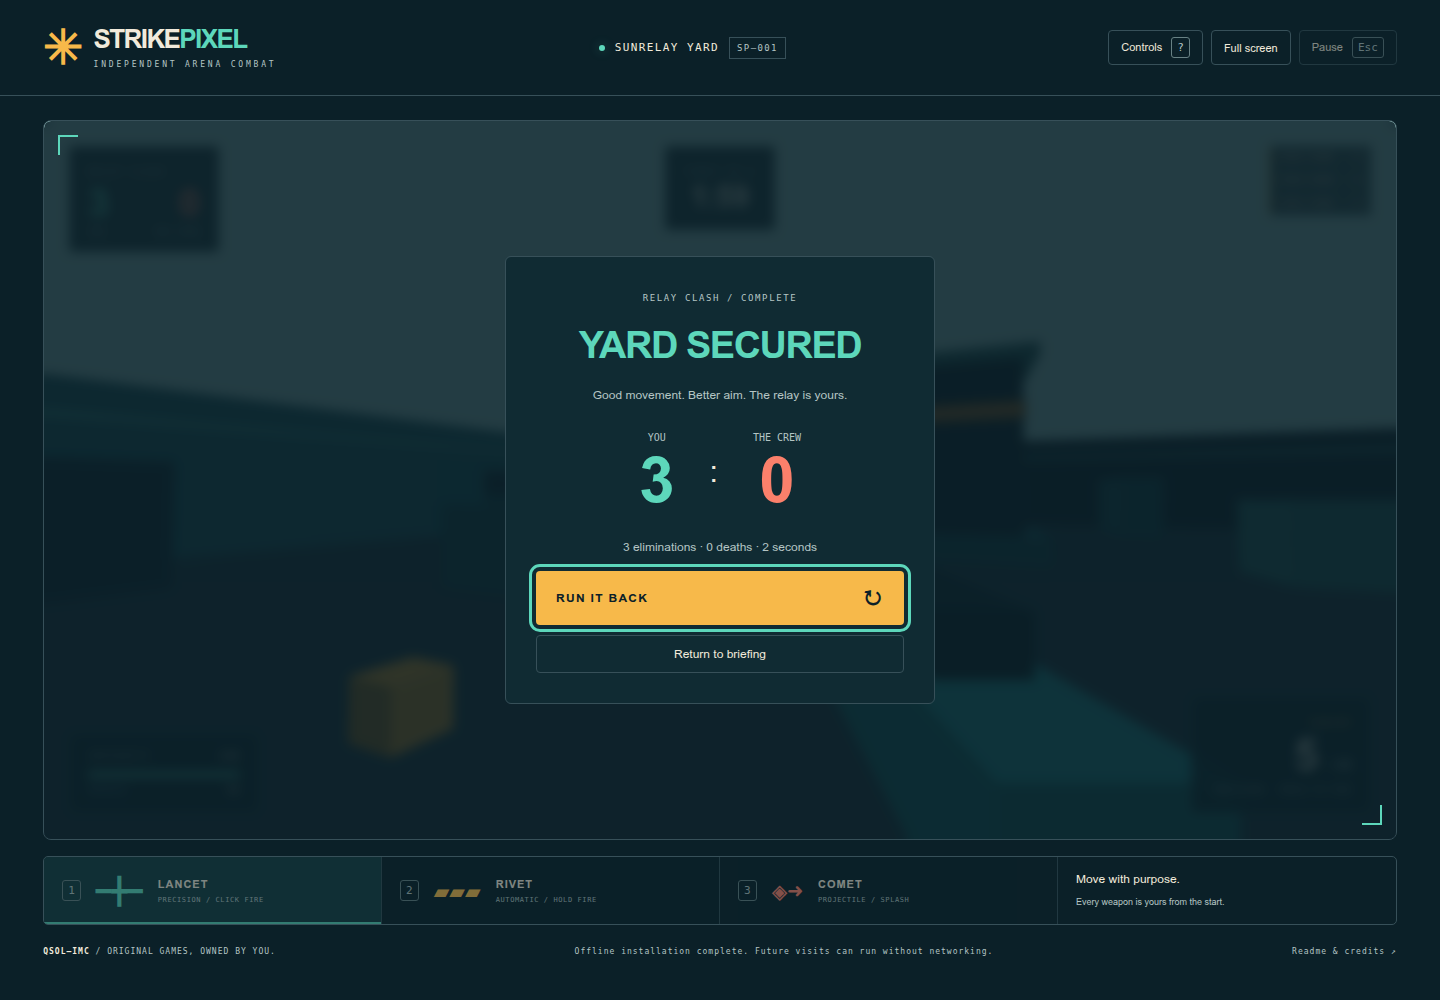 STRIKEPIXEL
INDEPENDENT ARENA COMBAT
SUNRELAY YARD SP—001
Controls ?
Full screen
Pause Esc
RELAY CLASH / COMPLETE
YARD SECURED
Good movement. Better aim. The relay is yours.
YOU THE CREW
3 : 0
3 eliminations · 0 deaths · 2 seconds
RUN IT BACK ↻
Return to briefing
1 LANCET
PRECISION / CLICK FIRE
2 RIVET
AUTOMATIC / HOLD FIRE
3 COMET
PROJECTILE / SPLASH
Move with purpose.
Every weapon is yours from the start.
QSOL—IMC / ORIGINAL GAMES, OWNED BY YOU.
Offline installation complete. Future visits can run without networking.
Readme & credits ↗